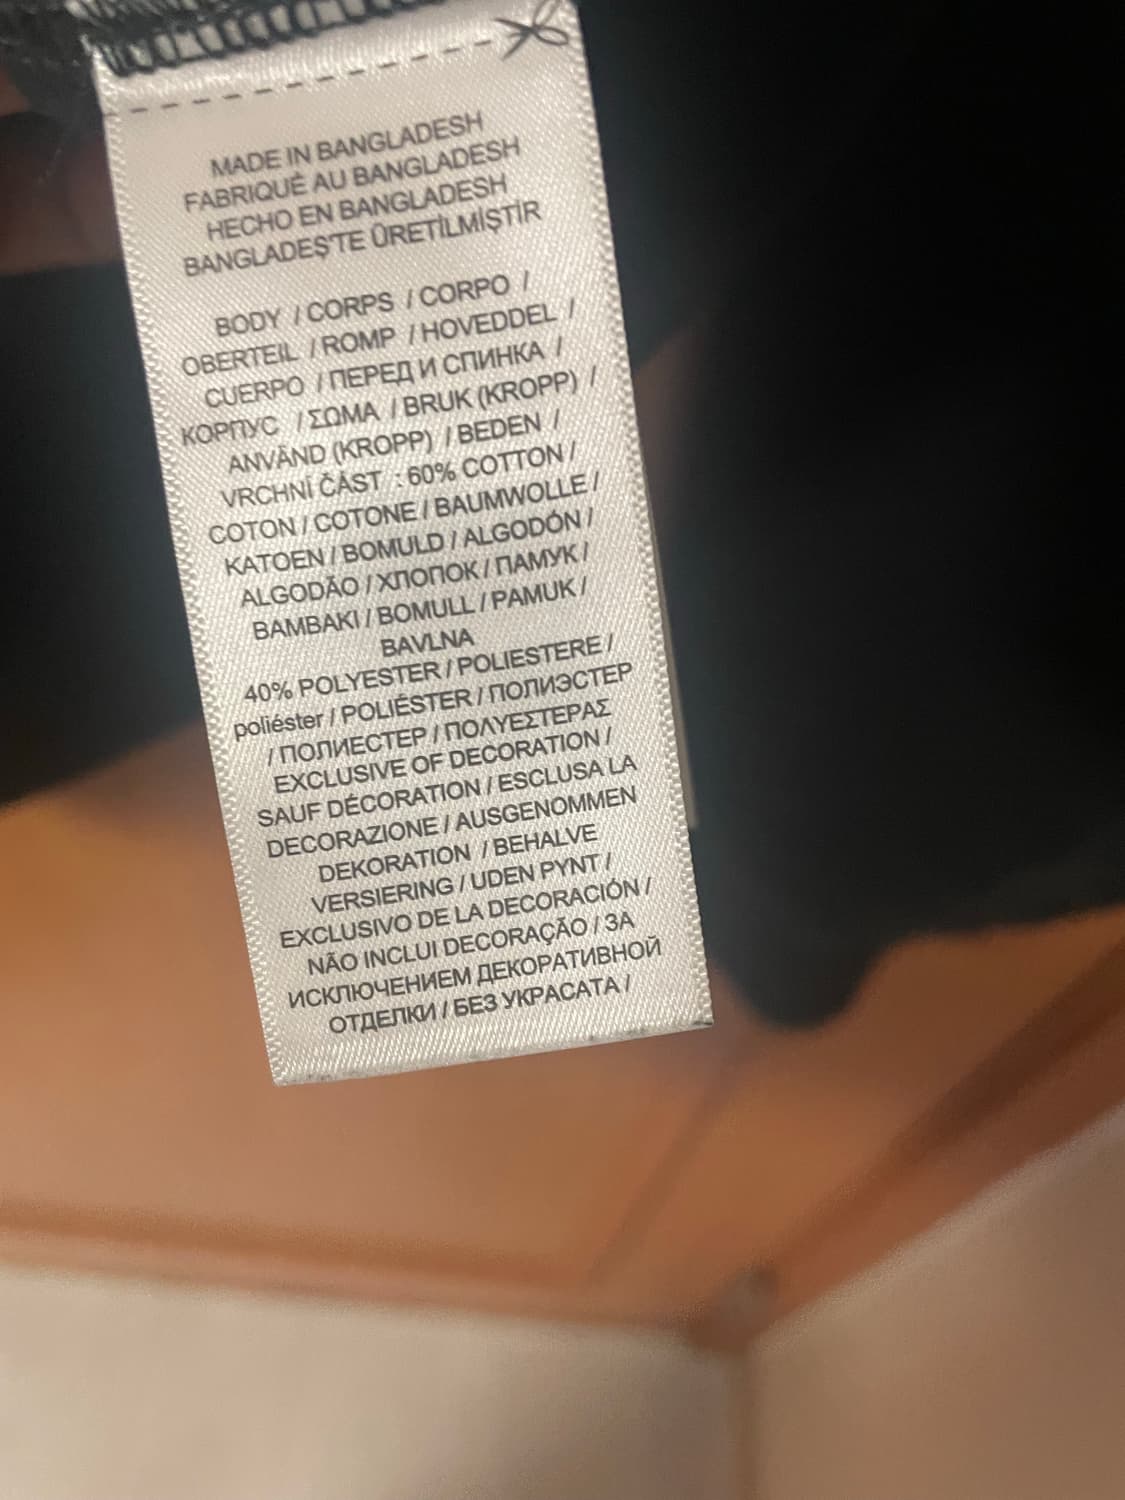 MADE IN BANGLADESH
FABRIQUÉ AU BANGLADESH
HECHO EN BANGLADESH
BANGLADEŞ'TE ÜRETİLMİŞTİR
BODY / CORPS / CORPO /
OBERTEIL / ROMP / HOVEDDEL /
CUERPO / ПЕРЕД И СПИНКА /
КОРПУС / ΣΩΜΑ / BRUK (KROPP) /
ANVÄND (KROPP) / BEDEN /
VRCHNÍ ČÁST : 60% COTTON /
COTON / COTONE / BAUMWOLLE /
KATOEN / BOMULD / ALGODÓN /
ALGODÃO / ХЛОПОК / ПАМУК /
BAMBAKI / BOMULL / PAMUK /
BAVLNA
40% POLYESTER / POLIESTERE /
poliéster / POLIÉSTER / ПОЛИЭСТЕР
/ ПОЛИЕСТЕР / ΠΟΛΥΕΣΤΕΡΑΣ
EXCLUSIVE OF DECORATION /
SAUF DÉCORATION / ESCLUSA LA
DECORAZIONE / AUSGENOMMEN
DEKORATION / BEHALVE
VERSIERING / UDEN PYNT /
EXCLUSIVO DE LA DECORACIÓN /
NÃO INCLUI DECORAÇÃO / ЗА
ИСКЛЮЧЕНИЕМ ДЕКОРАТИВНОЙ
ОТДЕЛКИ / БЕЗ УКРАСАТА /